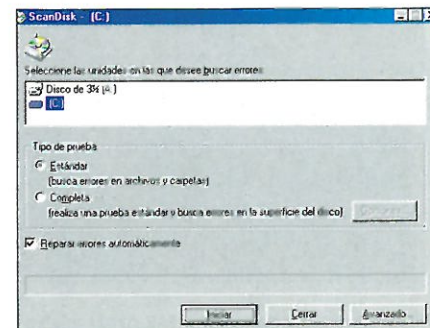 ScanDisk - (C:)
Seleccione las unidades en las que desee buscar errores:
Disco de 3½ (A:)
(C:)
Tipo de prueba
Estándar
(busca errores en archivos y carpetas)
Completa
(realiza una prueba estándar y busca errores en la superficie del disco)
Reparar errores automáticamente
Iniciar
Cerrar
Avanzado...